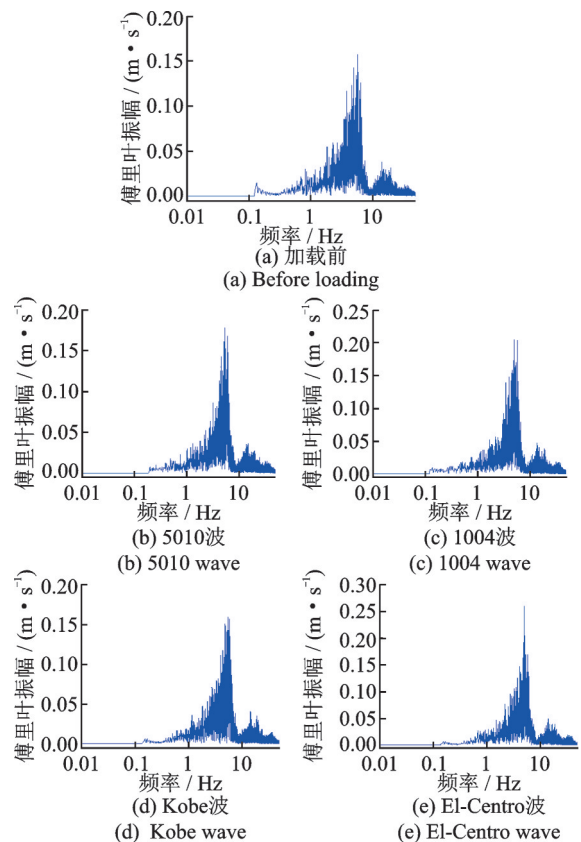 傅里叶振幅 / (m·s⁻¹)
0.20
0.15
0.10
0.05
0.00
0.01 0.1 1 10
频率 / Hz
(a) 加载前
(a) Before loading
傅里叶振幅 / (m·s⁻¹)
0.20
0.15
0.10
0.05
0.00
0.01 0.1 1 10
频率 / Hz
(b) 5010波
(b) 5010 wave
傅里叶振幅 / (m·s⁻¹)
0.25
0.20
0.15
0.10
0.05
0.00
0.01 0.1 1 10
频率 / Hz
(c) 1004波
(c) 1004 wave
傅里叶振幅 / (m·s⁻¹)
0.20
0.15
0.10
0.05
0.00
0.01 0.1 1 10
频率 / Hz
(d) Kobe波
(d) Kobe wave
傅里叶振幅 / (m·s⁻¹)
0.30
0.25
0.20
0.15
0.10
0.05
0.00
0.01 0.1 1 10
频率 / Hz
(e) El-Centro波
(e) El-Centro wave